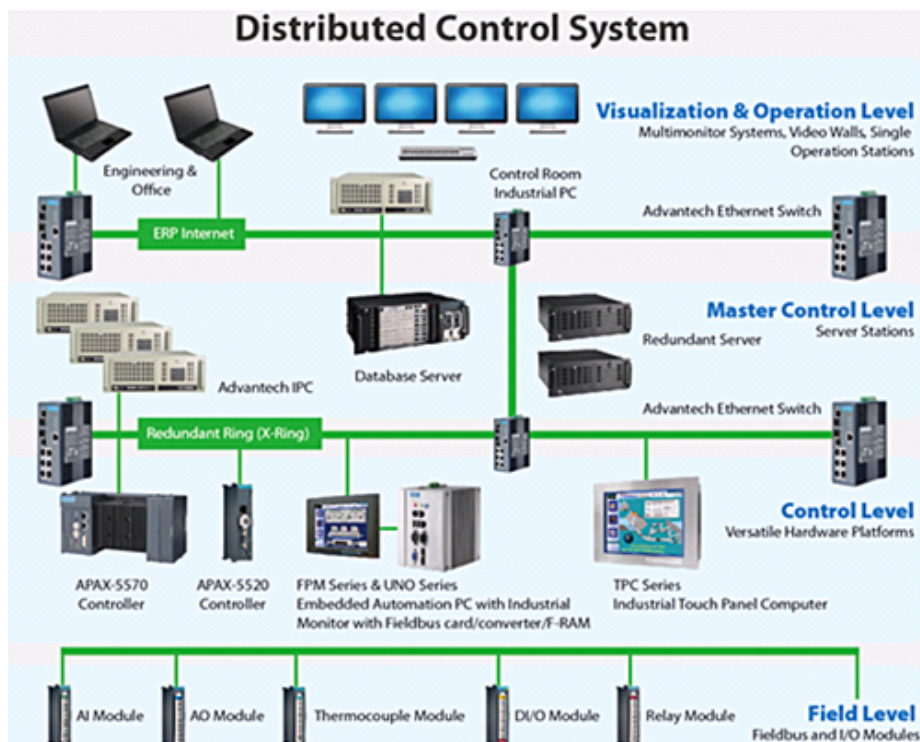 Distributed Control System
Visualization & Operation Level
Multimonitor Systems, Video Walls, Single
Operation Stations
Engineering &
Office
Control Room
Industrial PC
Advantech Ethernet Switch
ERP Internet
Master Control Level
Server Stations
Redundant Server
Database Server
Advantech IPC
Advantech Ethernet Switch
Redundant Ring (X-Ring)
Control Level
Versatile Hardware Platforms
APAX-5570
Controller
APAX-5520
Controller
FPM Series & UNO Series
Embedded Automation PC with Industrial
Monitor with Fieldbus card/converter/F-RAM
TPC Series
Industrial Touch Panel Computer
AI Module
AO Module
Thermocouple Module
DI/O Module
Relay Module
Field Level
Fieldbus and I/O Modules